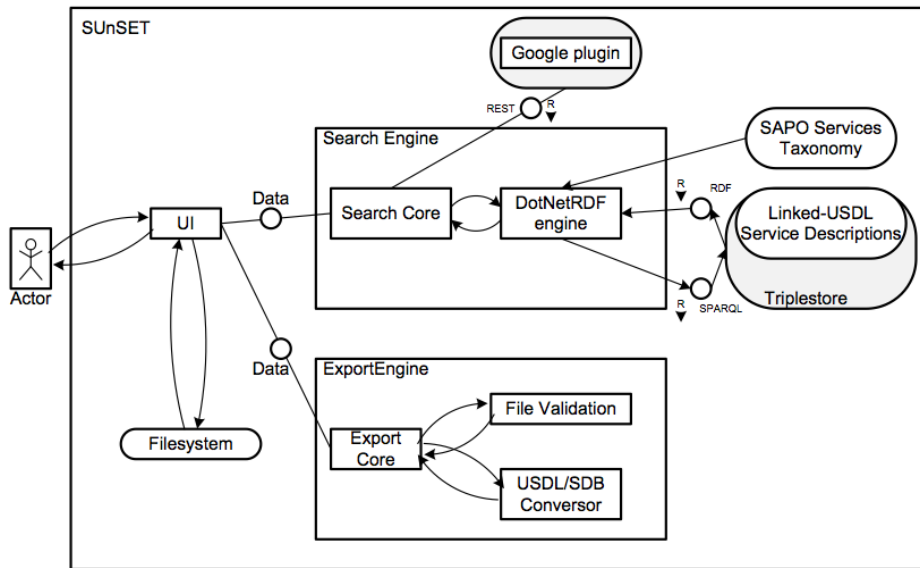 SUnSET
Google plugin
REST
R
Search Engine
SAPO Services
Taxonomy
Data
UI
Search Core
DotNetRDF
engine
R
RDF
Linked-USDL
Service Descriptions
Actor
R
SPARQL
Triplestore
Data
ExportEngine
File Validation
Filesystem
Export
Core
USDL/SDB
Conversor